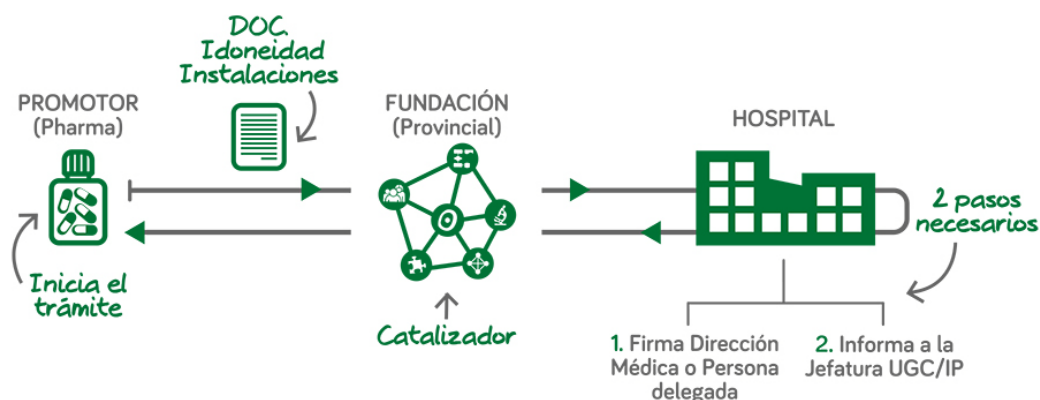 DOC.
Idoneidad
Instalaciones
PROMOTOR
(Pharma)
FUNDACIÓN
(Provincial)
HOSPITAL
2 pasos
necesarios
Inicia el
trámite
Catalizador
1. Firma Dirección
Médica o Persona
delegada
2. Informa a la
Jefatura UGC/IP